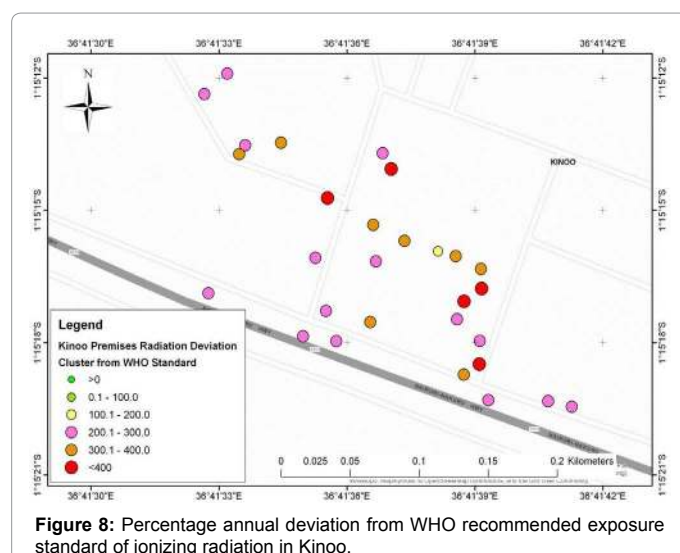 36°41'30"E 36°41'33"E 36°41'36"E 36°41'39"E 36°41'42"E
1°15'12"S 1°15'12"S
N
KINOO
1°15'15"S 1°15'15"S
1°15'18"S 1°15'18"S
Legend
Kinoo Premises Radiation Deviation
Cluster from WHO Standard
>0
0.1 - 100.0
100.1 - 200.0
200.1 - 300.0
300.1 - 400.0
<400
0 0.025 0.05 0.1 0.15 0.2 Kilometers
1°15'21"S 1°15'21"S
36°41'30"E 36°41'33"E 36°41'36"E 36°41'39"E 36°41'42"E
Figure 8: Percentage annual deviation from WHO recommended exposure
standard of ionizing radiation in Kinoo.